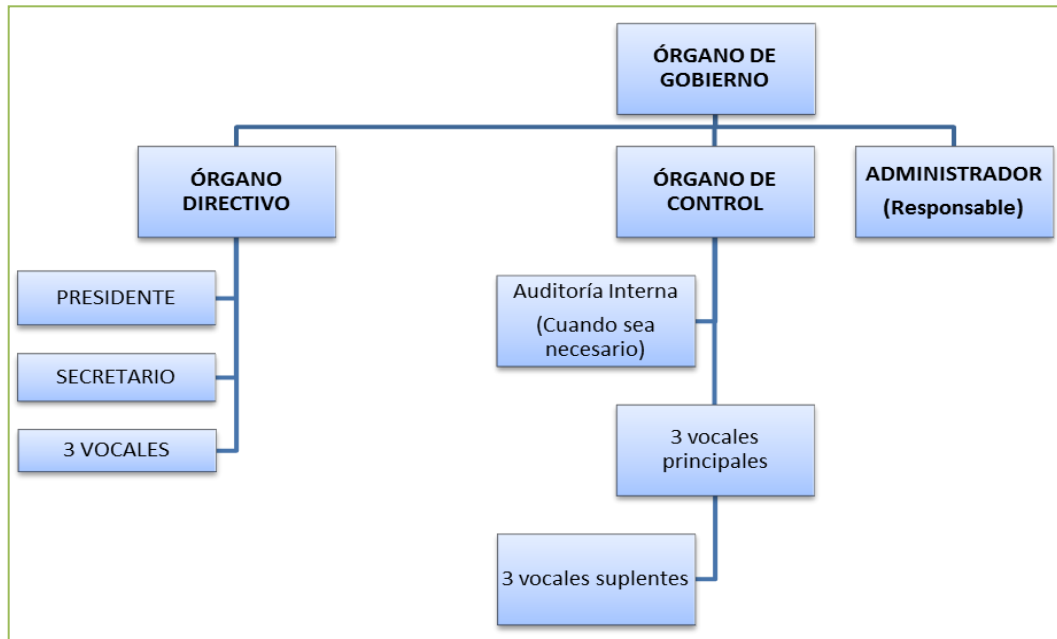 ÓRGANO DE
GOBIERNO
ÓRGANO
DIRECTIVO
ÓRGANO DE
CONTROL
ADMINISTRADOR
(Responsable)
PRESIDENTE
SECRETARIO
3 VOCALES
Auditoría Interna
(Cuando sea
necesario)
3 vocales
principales
3 vocales suplentes